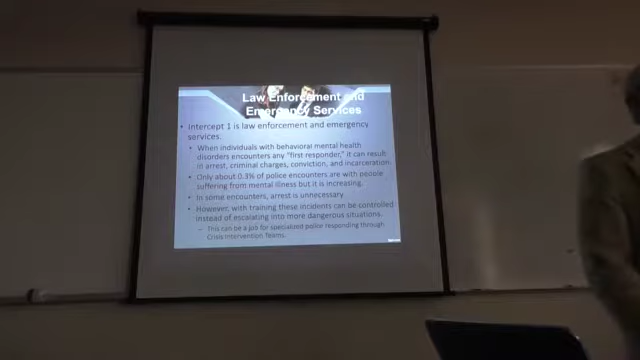 Law Enforcement and
Emergency Services
• Intercept 1 is law enforcement and emergency
services.
• When individuals with behavioral mental health
disorders encounters any "first responder," it can result
in arrest, criminal charges, conviction, and incarceration.
• Only about 0.3% of police encounters are with people
suffering from mental illness but it is increasing.
• In some encounters, arrest is unnecessary
• However, with training these incidents can be controlled
instead of escalating into more dangerous situations.
– This can be a job for specialized police responding through
Crisis Intervention Teams.